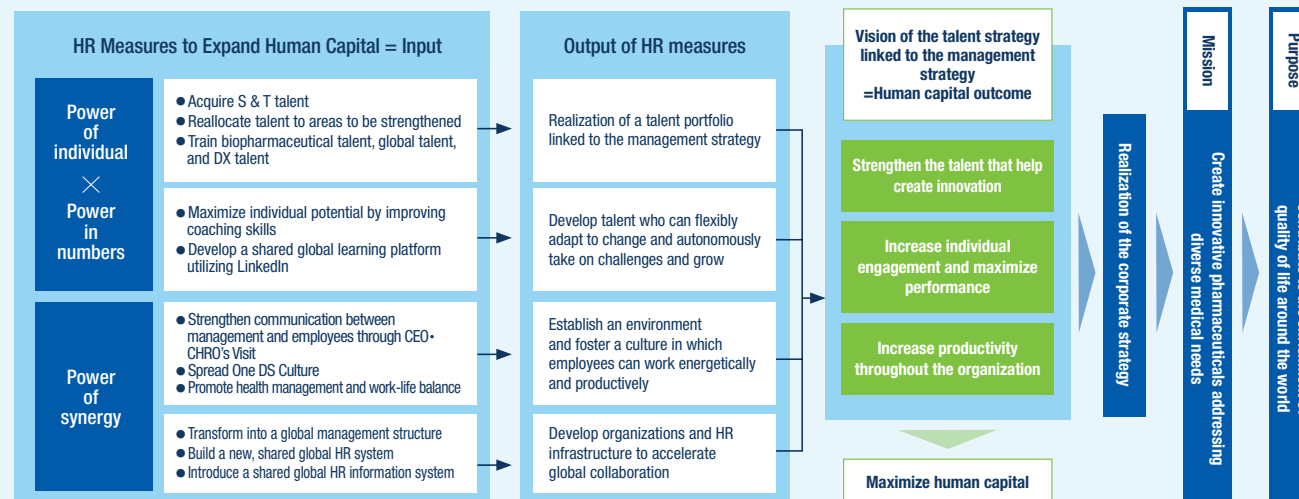 HR Measures to Expand Human Capital = Input
Power
of
individual
×
Power
in
numbers
● Acquire S & T talent
● Reallocate talent to areas to be strengthened
● Train biopharmaceutical talent, global talent,
and DX talent
● Maximize individual potential by improving
coaching skills
● Develop a shared global learning platform
utilizing LinkedIn
Power
of
synergy
● Strengthen communication between
management and employees through CEO•
CHRO's Visit
● Spread One DS Culture
● Promote health management and work-life balance
● Transform into a global management structure
● Build a new, shared global HR system
● Introduce a shared global HR information system
Output of HR measures
Realization of a talent portfolio
linked to the management strategy
Develop talent who can flexibly
adapt to change and autonomously
take on challenges and grow
Establish an environment
and foster a culture in which
employees can work energetically
and productively
Develop organizations and HR
infrastructure to accelerate
global collaboration
Vision of the talent strategy
linked to the management
strategy
=Human capital outcome
Strengthen the talent that help
create innovation
Increase individual
engagement and maximize
performance
Increase productivity
throughout the organization
Maximize human capital
Realization of the corporate strategy
Mission
Create innovative pharmaceuticals addressing
diverse medical needs
Purpose
quality of life around the world